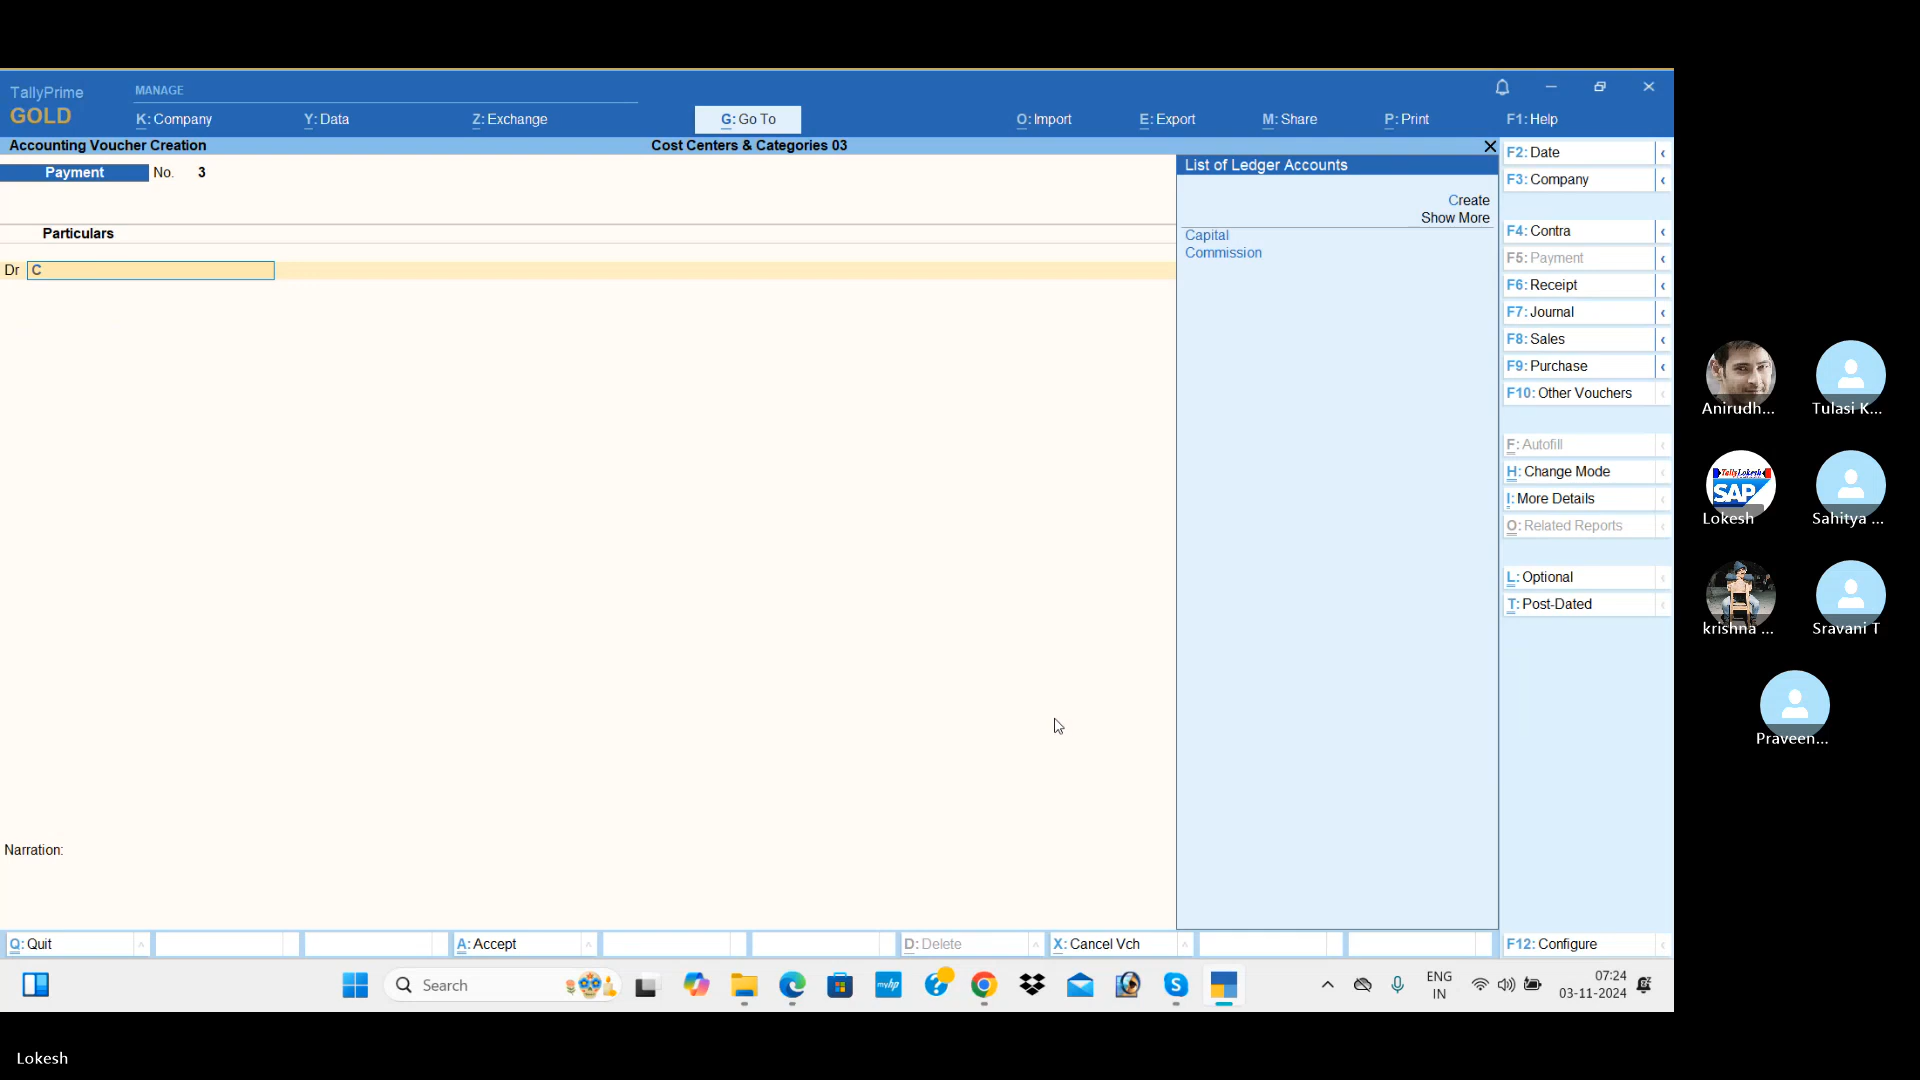 TallyPrime
GOLD
MANAGE
K: Company
Y: Data
Z: Exchange
G: Go To
O: Import
E: Export
M: Share
P: Print
F1: Help
Accounting Voucher Creation
Cost Centers & Categories 03
Payment No. 3
Particulars
Dr C
Narration:
List of Ledger Accounts
Create
Show More
Capital
Commission
F2: Date
F3: Company
F4: Contra
F5: Payment
F6: Receipt
F7: Journal
F8: Sales
F9: Purchase
F10: Other Vouchers
F: Autofill
H: Change Mode
I: More Details
O: Related Reports
L: Optional
T: Post-Dated
F12: Configure
Q: Quit
A: Accept
D: Delete
X: Cancel Vch
Search
myhp
ENG
IN
07:24
03-11-2024
Anirudh...
Tulasi K...
TallyLokesh
SAP
Lokesh
Sahitya ...
krishna ...
Sravani T
Praveen...
Lokesh